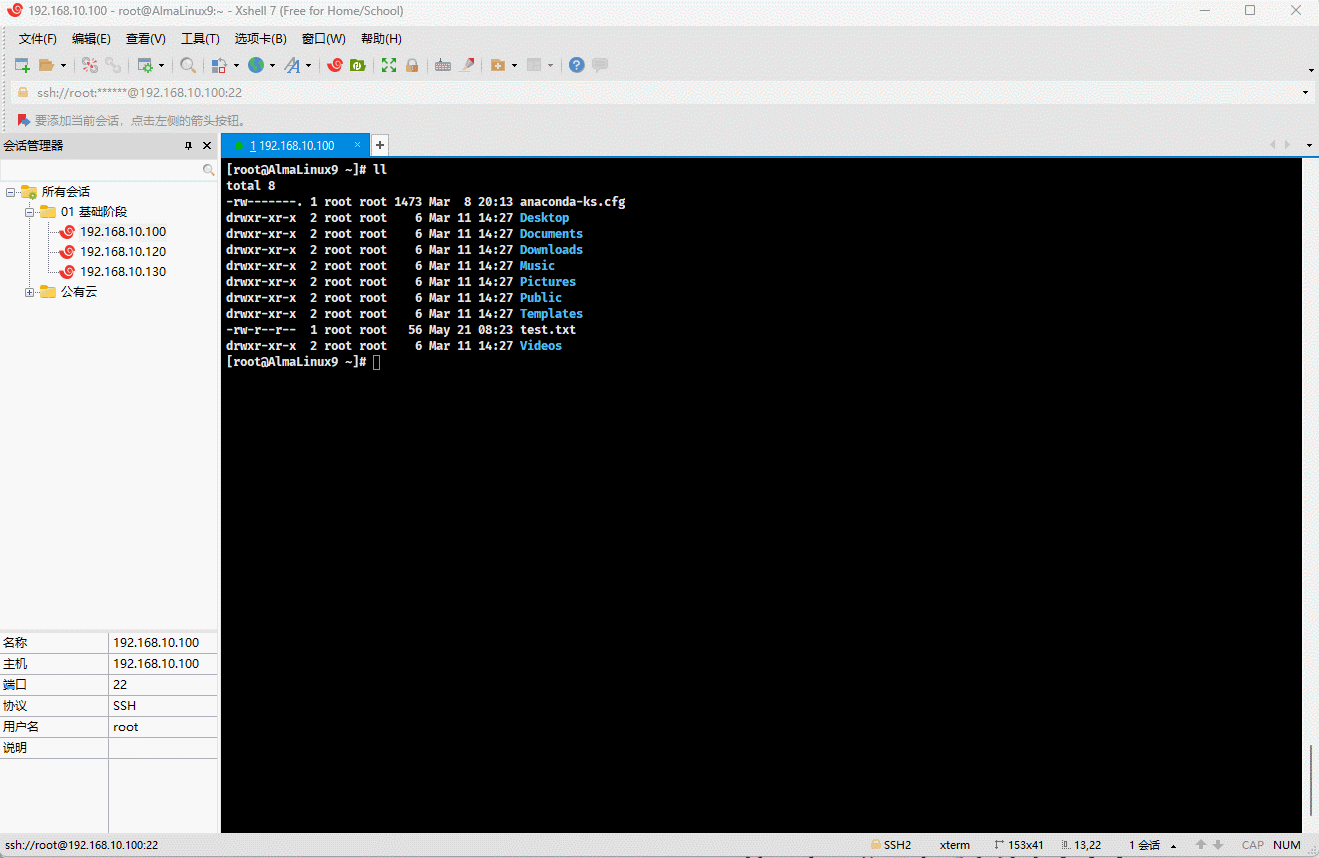 192.168.10.100 - root@AlmaLinux9:~ - Xshell 7 (Free for Home/School)
文件(F) 编辑(E) 查看(V) 工具(T) 选项卡(B) 窗口(W) 帮助(H)
ssh://root:******@192.168.10.100:22
要添加当前会话，点击左侧的箭头按钮。
会话管理器
1 192.168.10.100
所有会话
01 基础阶段
192.168.10.100
192.168.10.120
192.168.10.130
公有云
[root@AlmaLinux9 ~]# ll
total 8
-rw-------. 1 root root 1473 Mar  8 20:13 anaconda-ks.cfg
drwxr-xr-x  2 root root    6 Mar 11 14:27 Desktop
drwxr-xr-x  2 root root    6 Mar 11 14:27 Documents
drwxr-xr-x  2 root root    6 Mar 11 14:27 Downloads
drwxr-xr-x  2 root root    6 Mar 11 14:27 Music
drwxr-xr-x  2 root root    6 Mar 11 14:27 Pictures
drwxr-xr-x  2 root root    6 Mar 11 14:27 Public
drwxr-xr-x  2 root root    6 Mar 11 14:27 Templates
-rw-r--r--  1 root root   56 May 21 08:23 test.txt
drwxr-xr-x  2 root root    6 Mar 11 14:27 Videos
[root@AlmaLinux9 ~]#
名称 192.168.10.100
主机 192.168.10.100
端口 22
协议 SSH
用户名 root
说明
ssh://root@192.168.10.100:22 SSH2 xterm 153x41 13,22 1 会话 CAP NUM